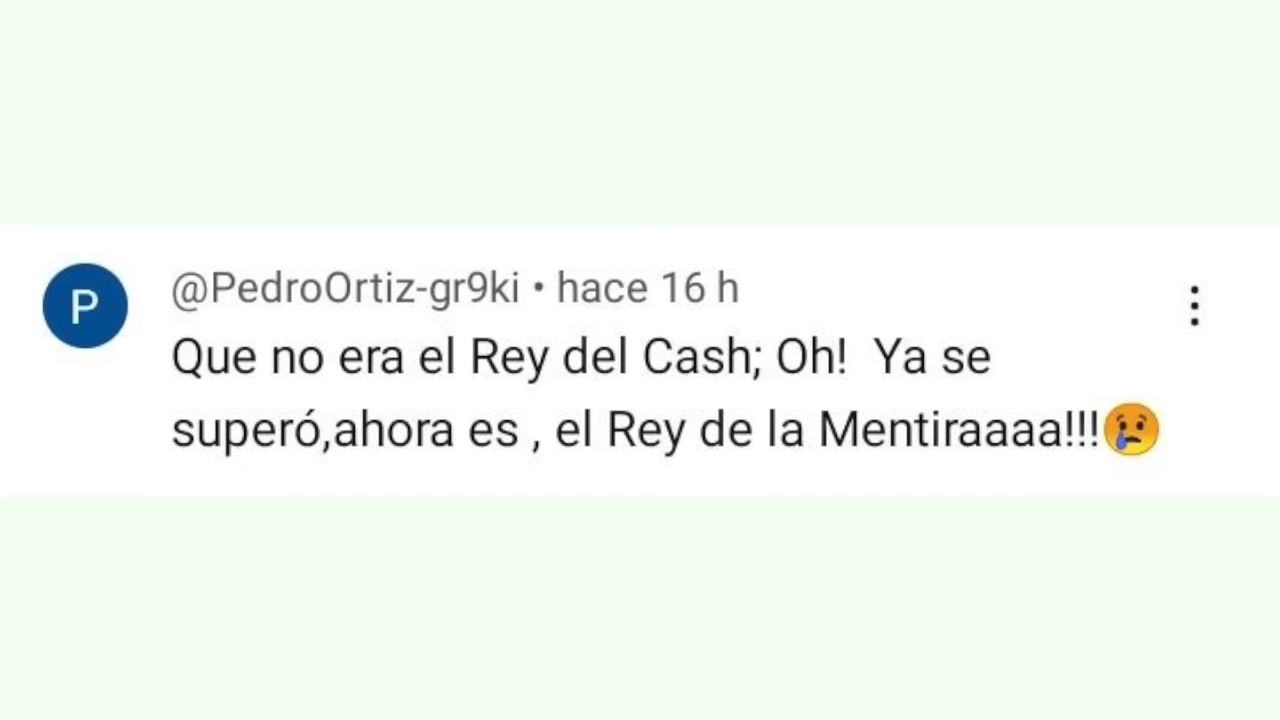 P
@PedroOrtiz-gr9ki • hace 16 h
Que no era el Rey del Cash; Oh!  Ya se
superó,ahora es , el Rey de la Mentiraaaa!!!😢